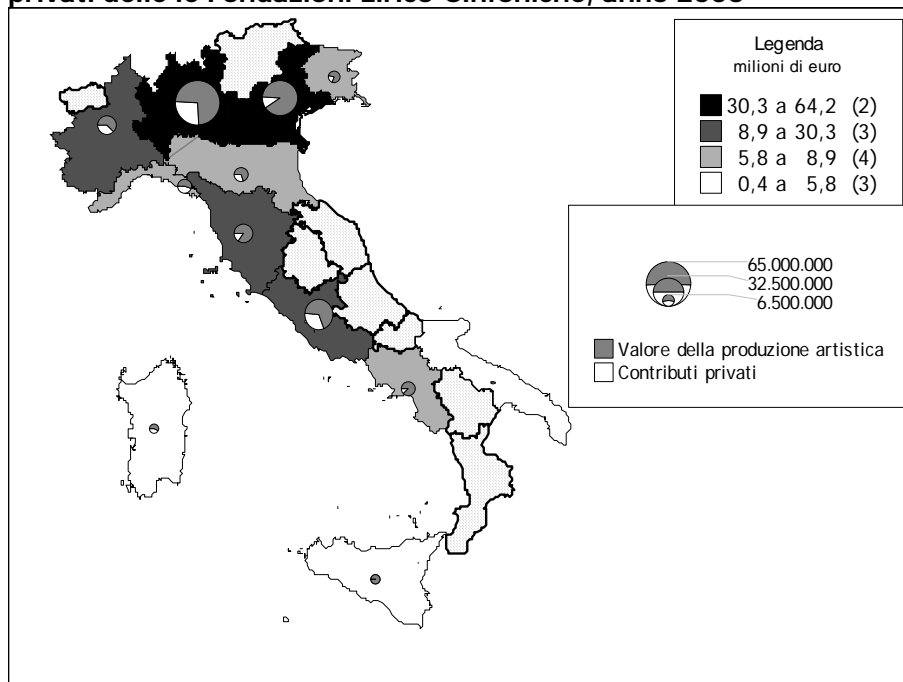 privati delle le Fondazioni Lirico-Sinfoniche, anno
Legenda
milioni di euro
30,3 a 64,2 (2)
8,9 a 30,3 (3)
5,8 a 8,9 (4)
0,4 a 5,8 (3)
65.000.000
32.500.000
6.500.000
Valore della produzione artistica
Contributi privati